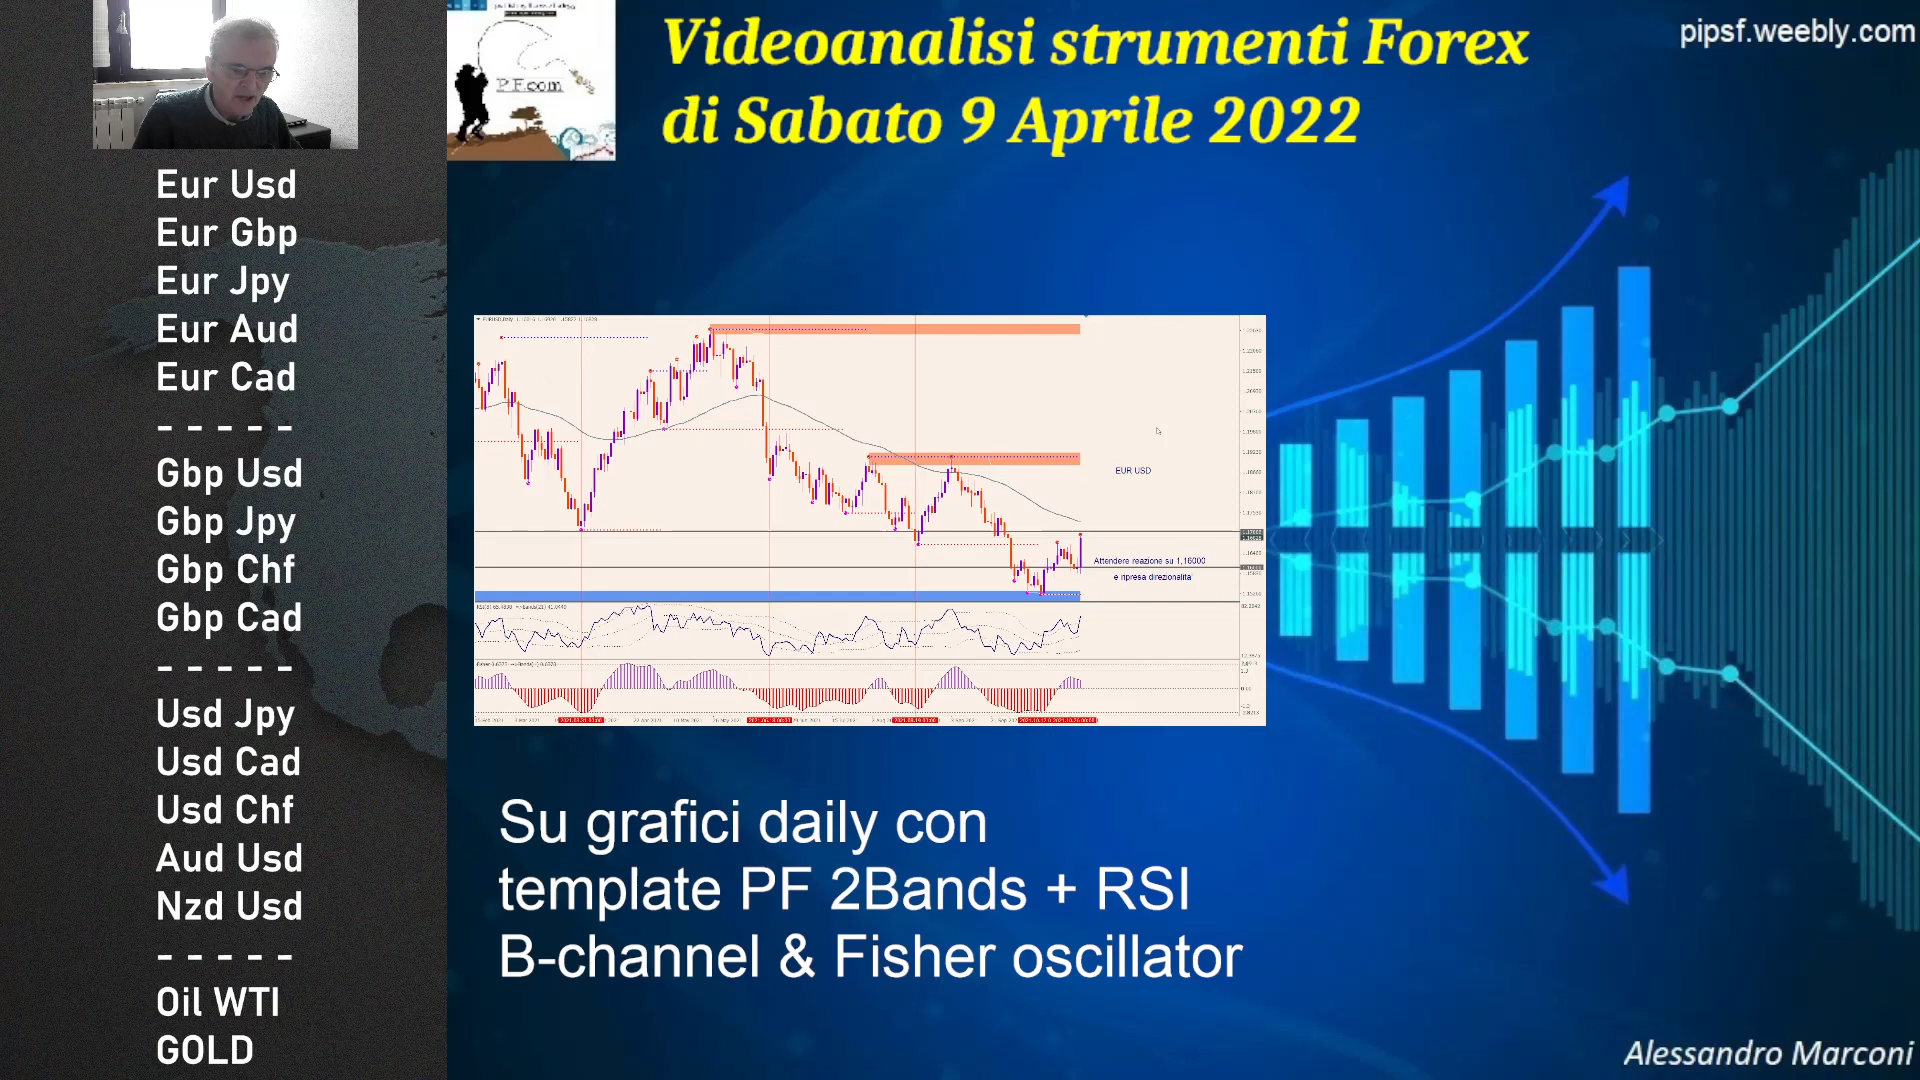 P.F.com
Videoanalisi strumenti Forex
di Sabato 9 Aprile 2022
pipsf.weebly.com
Eur Usd
Eur Gbp
Eur Jpy
Eur Aud
Eur Cad
- - - - -
Gbp Usd
Gbp Jpy
Gbp Chf
Gbp Cad
- - - - -
Usd Jpy
Usd Cad
Usd Chf
Aud Usd
Nzd Usd
- - - - -
Oil WTI
GOLD
EUR USD
Attendere reazione su 1,16000
e ripresa direzionalita'
Su grafici daily con
template PF 2Bands + RSI
B-channel & Fisher oscillator
Alessandro Marconi